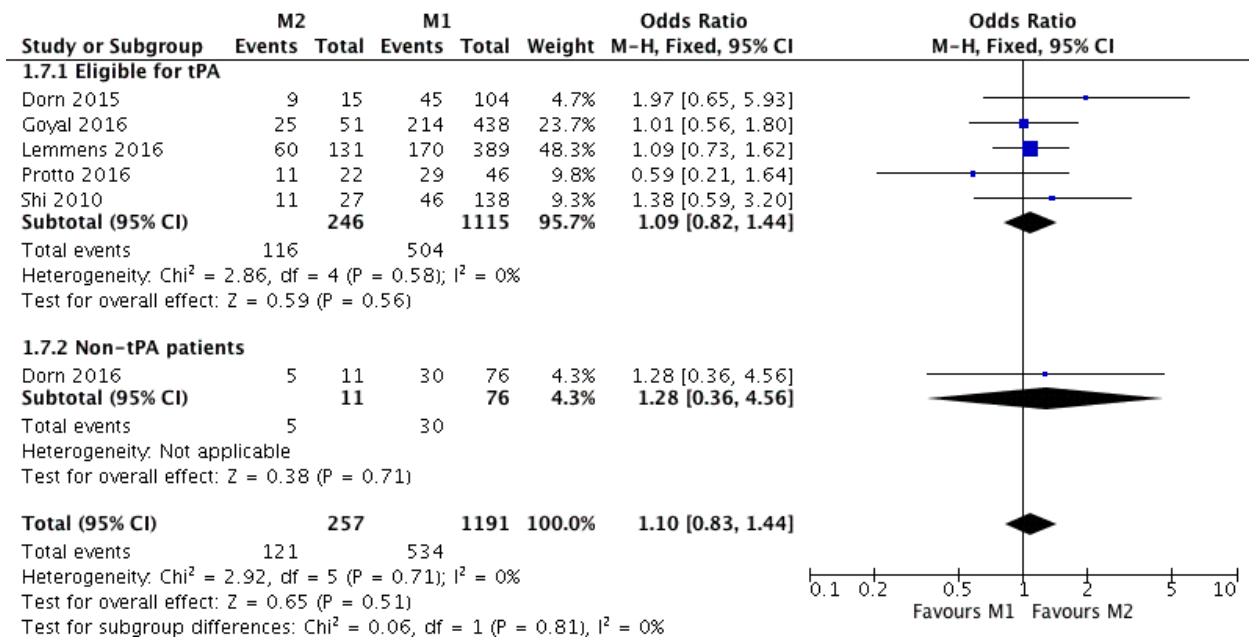 M2 M1 Odds Ratio Odds Ratio
Study or Subgroup Events Total Events Total Weight M-H, Fixed, 95% CI M-H, Fixed, 95% CI
1.7.1 Eligible for tPA
Dorn 2015 9 15 45 104 4.7% 1.97 [0.65, 5.93]
Goyal 2016 25 51 214 438 23.7% 1.01 [0.56, 1.80]
Lemmens 2016 60 131 170 389 48.3% 1.09 [0.73, 1.62]
Protto 2016 11 22 29 46 9.8% 0.59 [0.21, 1.64]
Shi 2010 11 27 46 138 9.3% 1.38 [0.59, 3.20]
Subtotal (95% CI) 246 1115 95.7% 1.09 [0.82, 1.44]
Total events 116 504
Heterogeneity: Chi² = 2.86, df = 4 (P = 0.58); I² = 0%
Test for overall effect: Z = 0.59 (P = 0.56)
1.7.2 Non-tPA patients
Dorn 2016 5 11 30 76 4.3% 1.28 [0.36, 4.56]
Subtotal (95% CI) 11 76 4.3% 1.28 [0.36, 4.56]
Total events 5 30
Heterogeneity: Not applicable
Test for overall effect: Z = 0.38 (P = 0.71)
Total (95% CI) 257 1191 100.0% 1.10 [0.83, 1.44]
Total events 121 534
Heterogeneity: Chi² = 2.92, df = 5 (P = 0.71); I² = 0%
Test for overall effect: Z = 0.65 (P = 0.51)
Test for subgroup differences: Chi² = 0.06, df = 1 (P = 0.81), I² = 0%
0.1 0.2 0.5 1 2 5 10
Favours M1 Favours M2